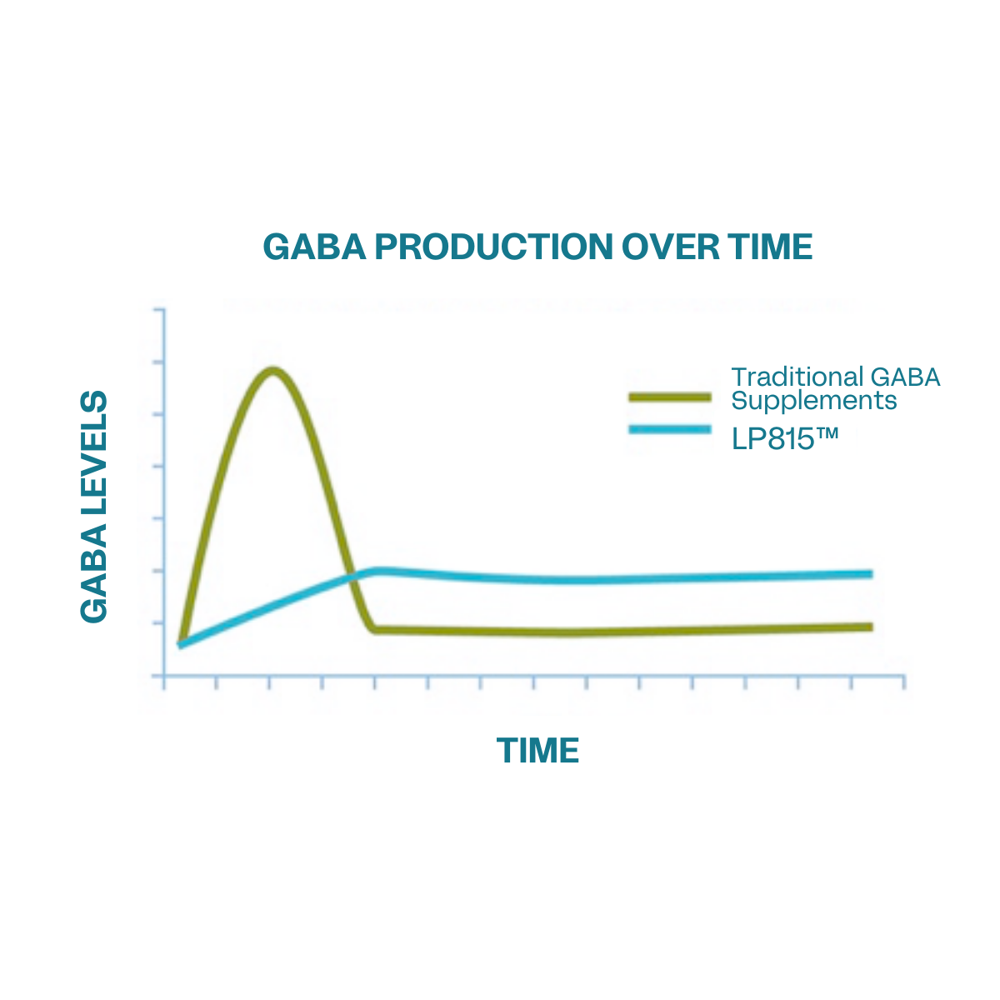 GABA PRODUCTION OVER TIME
GABA LEVELS
Traditional GABA
Supplements
LP815™
TIME